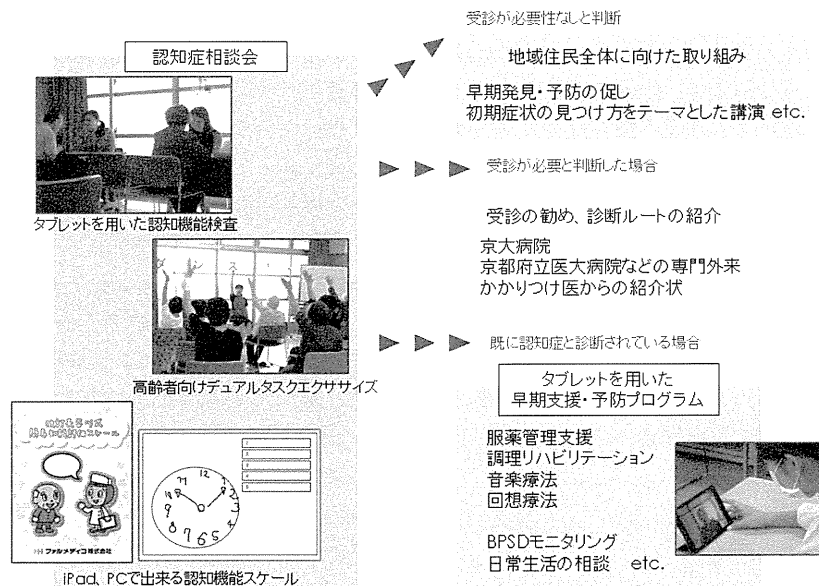 認知症相談会
タブレットを用いた認知機能検査
高齢者向けデュアルタスクエクササイズ
ファルメディコ株式会社
12
11
10
9
8
7
6
5
4
3
2
iPad、PCで出来る認知機能スケール
受診が必要性なしと判断
地域住民全体に向けた取り組み
早期発見・予防の促し
初期症状の見つけ方をテーマとした講演 etc.
受診が必要と判断した場合
受診の勧め、診断ルートの紹介
京大病院
京都府立医大病院などの専門外来
かかりつけ医からの紹介状
既に認知症と診断されている場合
タブレットを用いた
早期支援・予防プログラム
服薬管理支援
調理リハビリテーション
音楽療法
回想療法
BPSDモニタリング
日常生活の相談 etc.